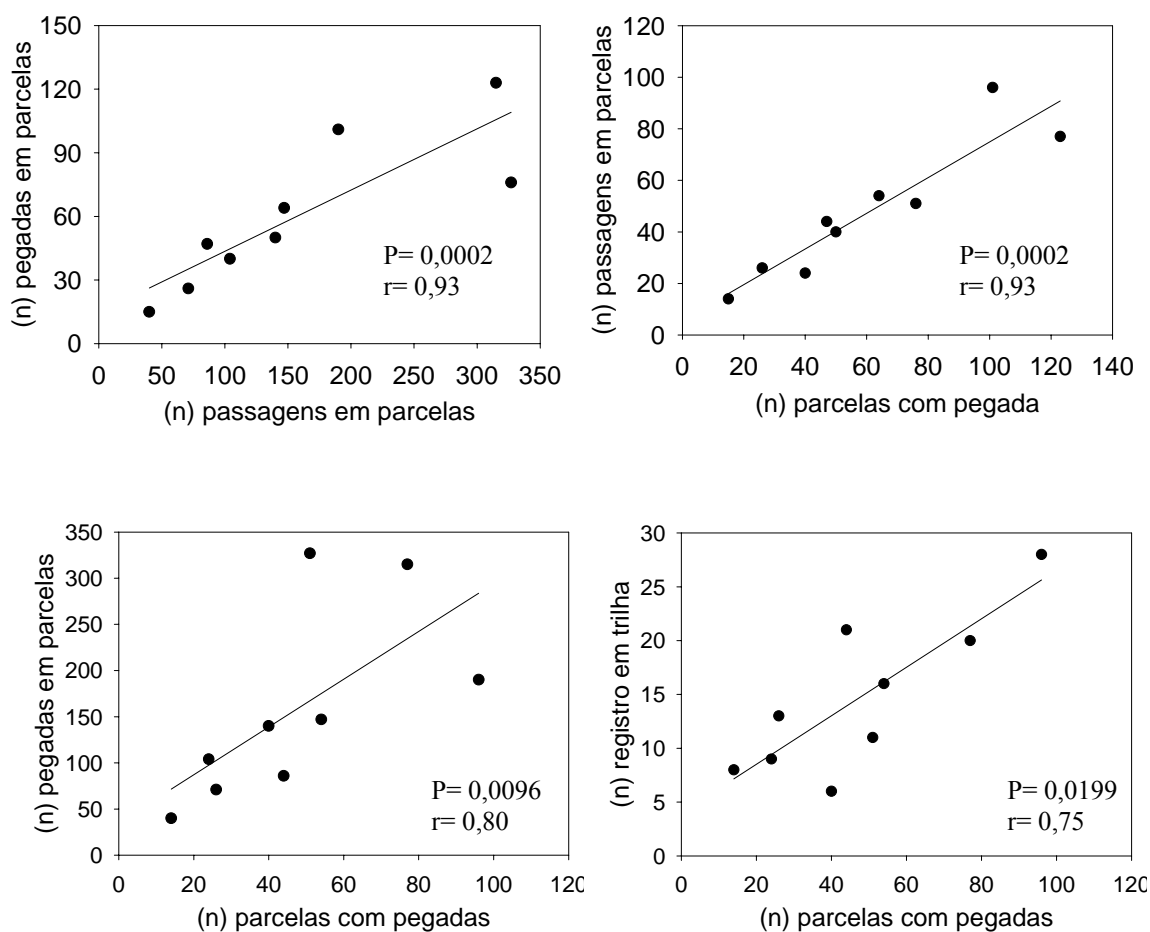 150
120
90
60
30
0
(n) pegadas em parcelas
P= 0,0002
r= 0,93
0 50 100 150 200 250 300 350
(n) passagens em parcelas
120
100
80
60
40
20
0
(n) passagens em parcelas
P= 0,0002
r= 0,93
0 20 40 60 80 100 120 140
(n) parcelas com pegada
350
300
250
200
150
100
50
0
(n) pegadas em parcelas
P= 0,0096
r= 0,80
0 20 40 60 80 100 120
(n) parcelas com pegadas
30
25
20
15
10
5
0
(n) registro em trilha
P= 0,0199
r= 0,75
0 20 40 60 80 100 120
(n) parcelas com pegadas